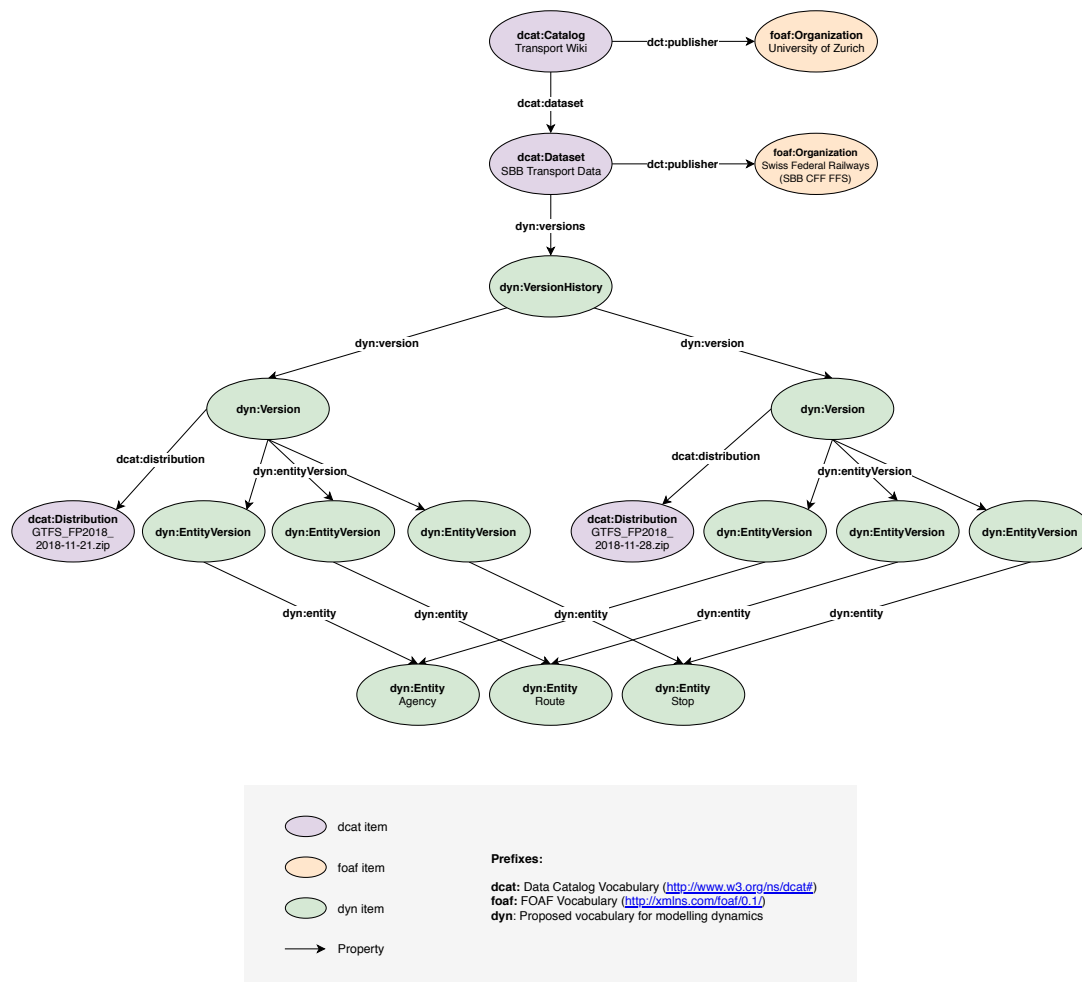 dcat:Catalog
Transport Wiki
dct:publisher
foaf:Organization
University of Zurich
dcat:dataset
dcat:Dataset
SBB Transport Data
dct:publisher
foaf:Organization
Swiss Federal Railways
(SBB CFF FFS)
dyn:versions
dyn:VersionHistory
dyn:version
dyn:version
dyn:Version
dyn:Version
dcat:distribution
dyn:entityVersion
dcat:distribution
dyn:entityVersion
dcat:Distribution
GTFS_FP2018_
2018-11-21.zip
dyn:EntityVersion
dyn:EntityVersion
dyn:EntityVersion
dcat:Distribution
GTFS_FP2018_
2018-11-28.zip
dyn:EntityVersion
dyn:EntityVersion
dyn:EntityVersion
dyn:entity
dyn:entity
dyn:entity
dyn:entity
dyn:entity
dyn:Entity
Agency
dyn:Entity
Route
dyn:Entity
Stop
dcat item
foaf item
dyn item
Property
Prefixes:
dcat: Data Catalog Vocabulary (http://www.w3.org/ns/dcat#)
foaf: FOAF Vocabulary (http://xmlns.com/foaf/0.1/)
dyn: Proposed vocabulary for modelling dynamics